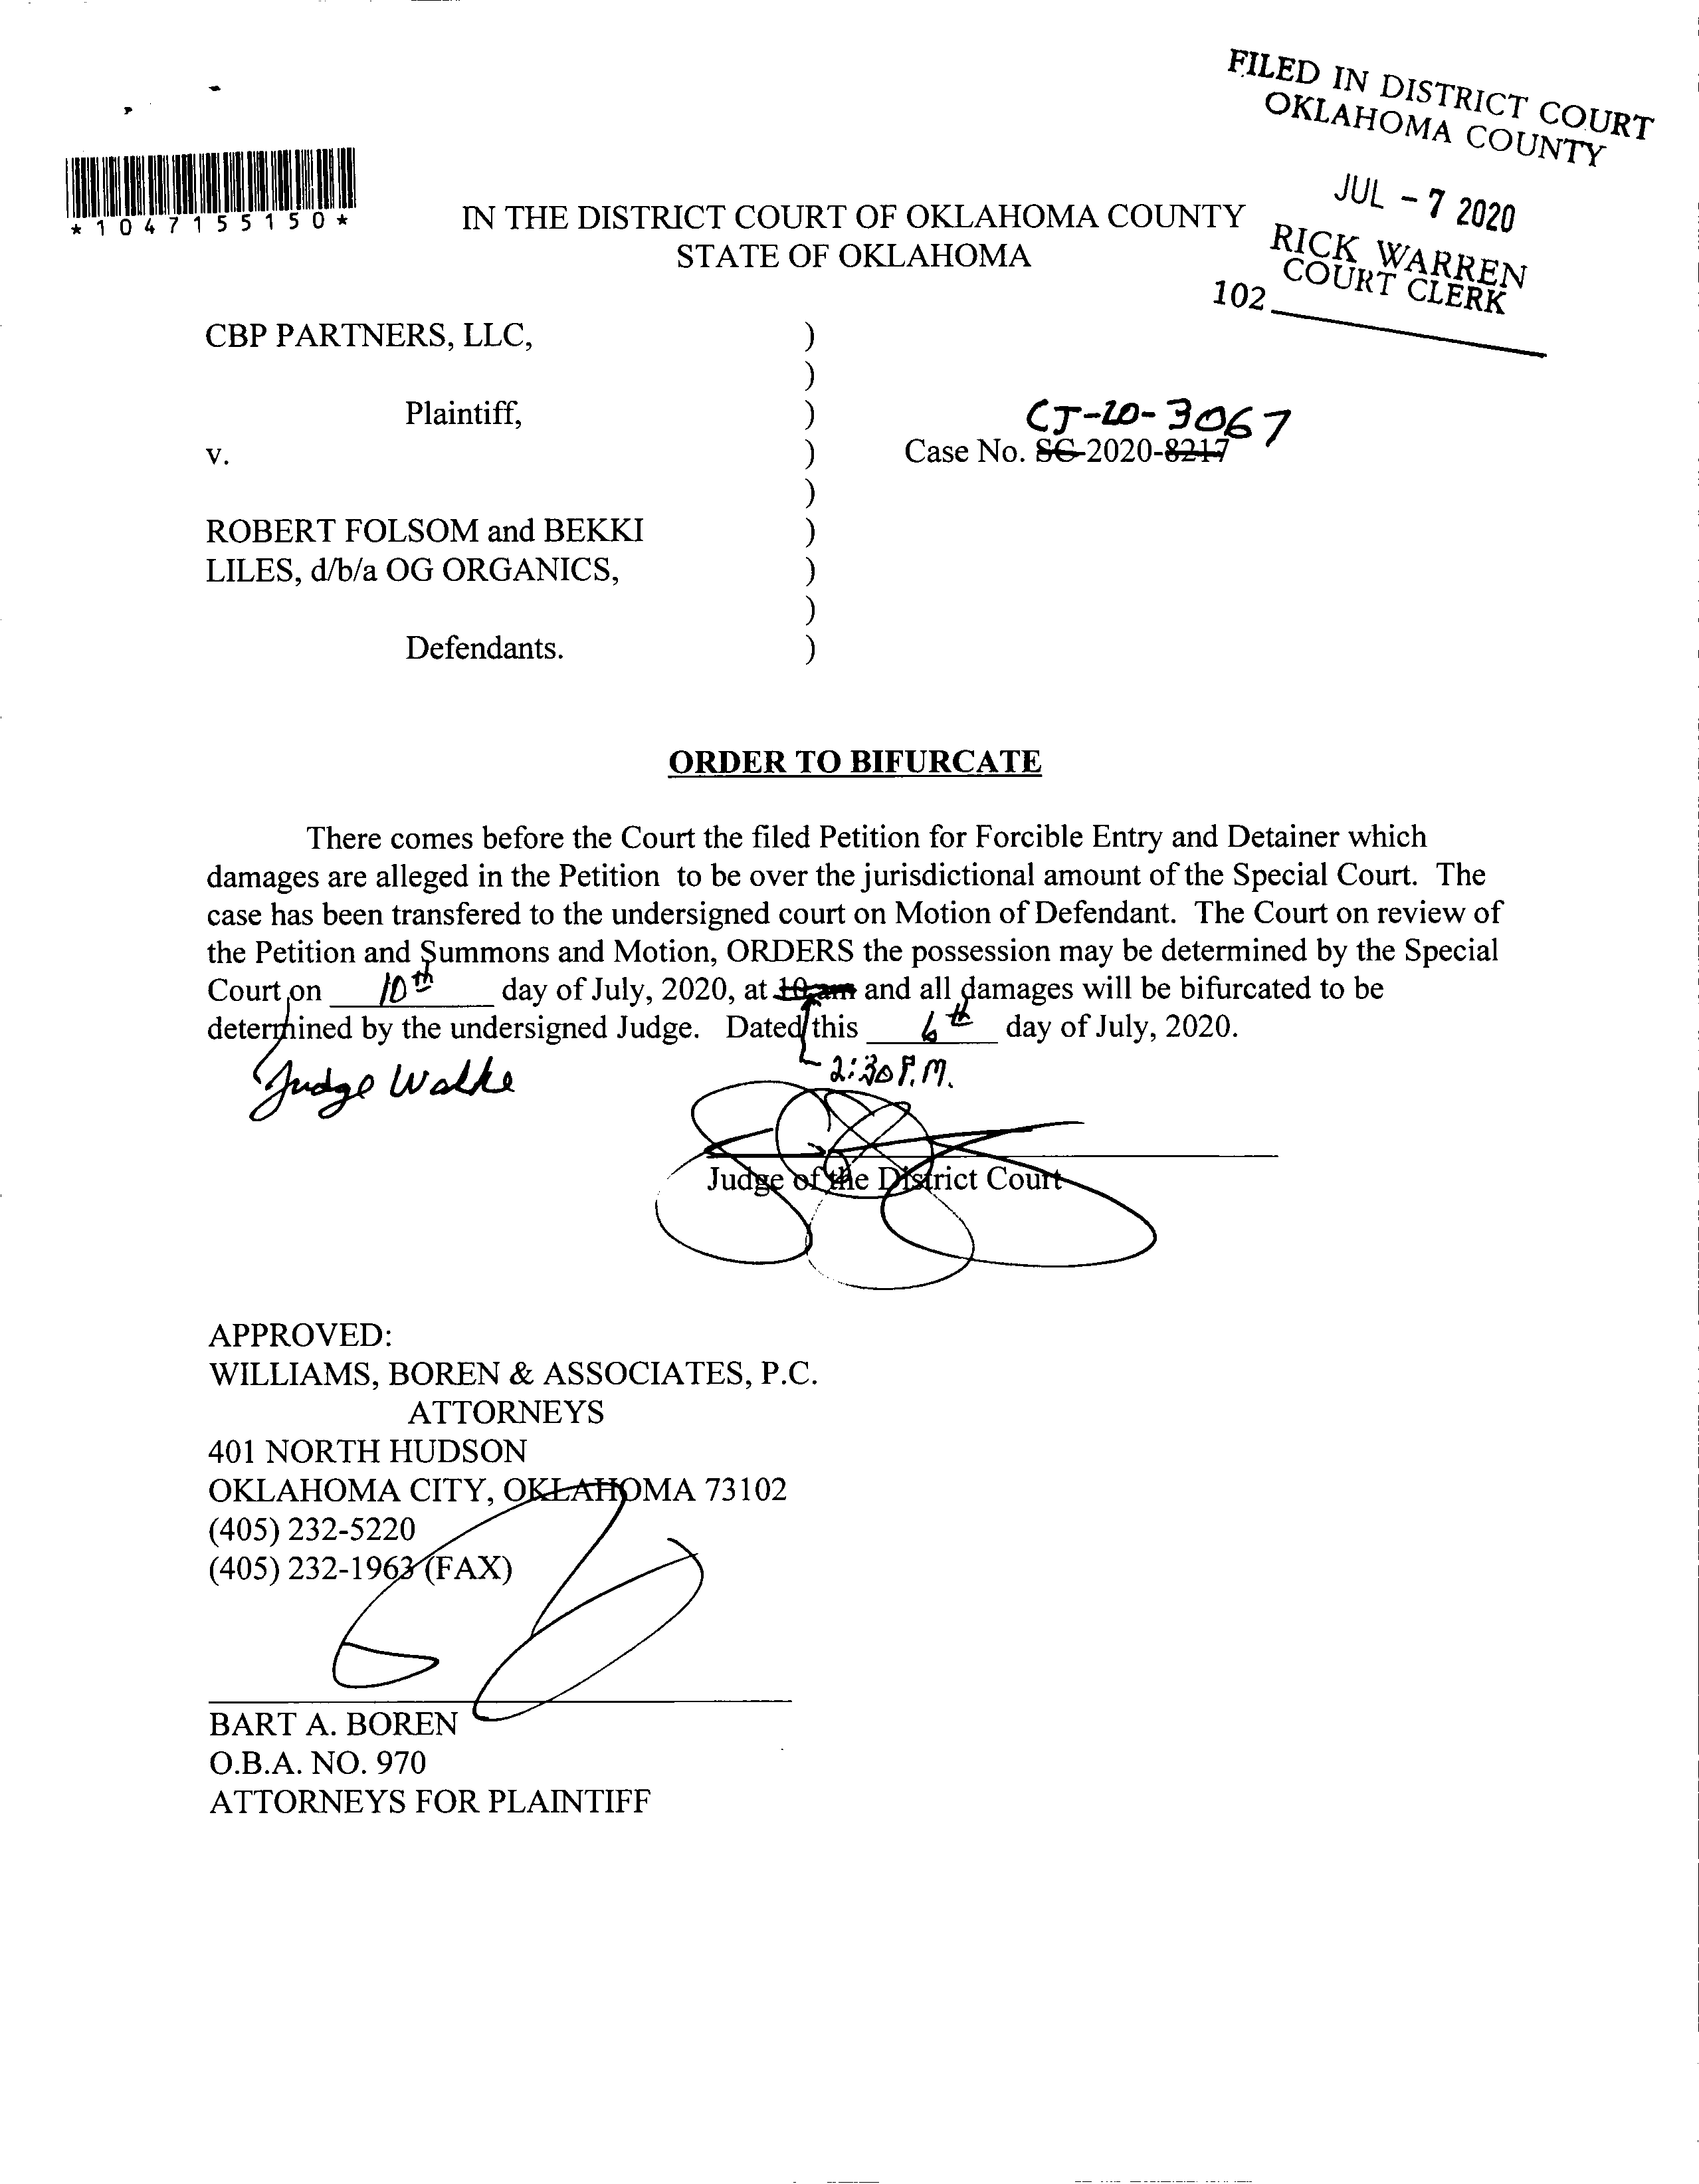 FILED IN DISTRICT COURT
OKLAHOMA COUNTY
JUL - 7 2020
RICK WARREN
COURT CLERK
102
*1047155150*
IN THE DISTRICT COURT OF OKLAHOMA COUNTY
STATE OF OKLAHOMA
CBP PARTNERS, LLC, )
)
Plaintiff, )
CJ-20-3067
v. ) Case No. SC-2020-8217
)
ROBERT FOLSOM and BEKKI )
LILES, d/b/a OG ORGANICS, )
)
Defendants. )
ORDER TO BIFURCATE
There comes before the Court the filed Petition for Forcible Entry and Detainer which
damages are alleged in the Petition to be over the jurisdictional amount of the Special Court. The
case has been transfered to the undersigned court on Motion of Defendant. The Court on review of
the Petition and Summons and Motion, ORDERS the possession may be determined by the Special
Court on 10th day of July, 2020, at 10 am and all damages will be bifurcated to be
determined by the undersigned Judge. Dated this 6th day of July, 2020.
Judge Walke
2:30 P.M.
Judge of the District Court
APPROVED:
WILLIAMS, BOREN & ASSOCIATES, P.C.
ATTORNEYS
401 NORTH HUDSON
OKLAHOMA CITY, OKLAHOMA 73102
(405) 232-5220
(405) 232-1963 (FAX)
BART A. BOREN
O.B.A. NO. 970
ATTORNEYS FOR PLAINTIFF